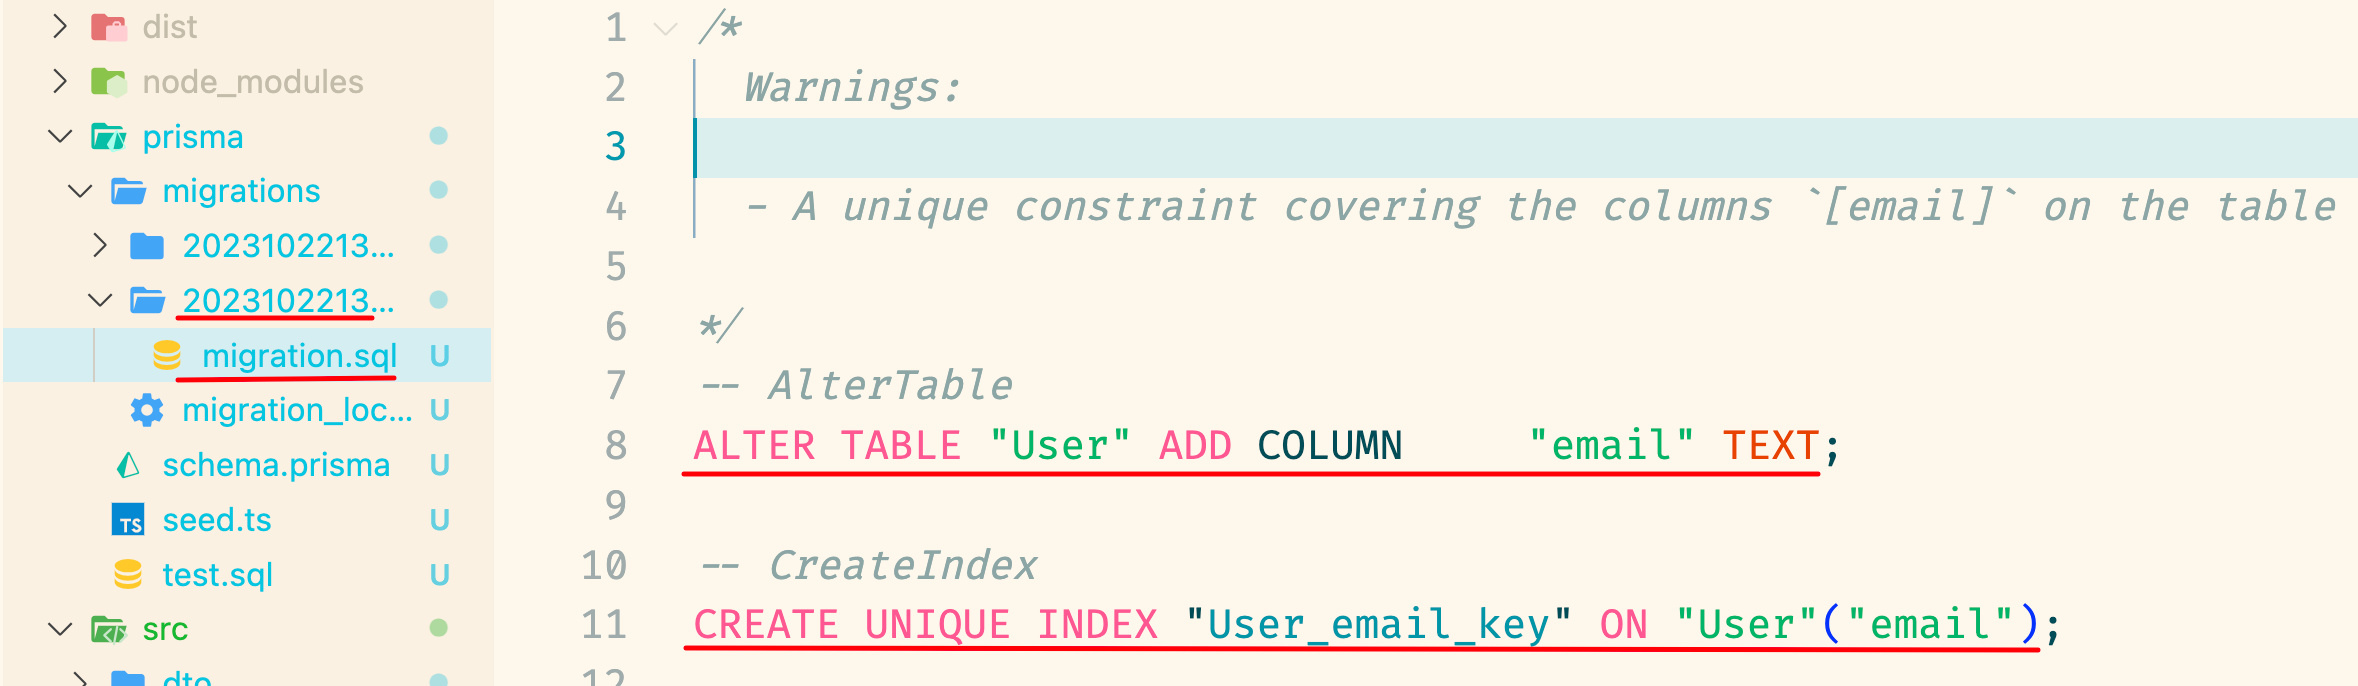 dist
node_modules
prisma
migrations
2023102213...
2023102213...
migration.sql U
migration_loc... U
schema.prisma U
TS seed.ts U
test.sql U
src
dto
1 /*
2 Warnings:
3
4 - A unique constraint covering the columns `[email]` on the table
5
6 */
7 -- AlterTable
8 ALTER TABLE "User" ADD COLUMN     "email" TEXT;
9
10 -- CreateIndex
11 CREATE UNIQUE INDEX "User_email_key" ON "User"("email");
12